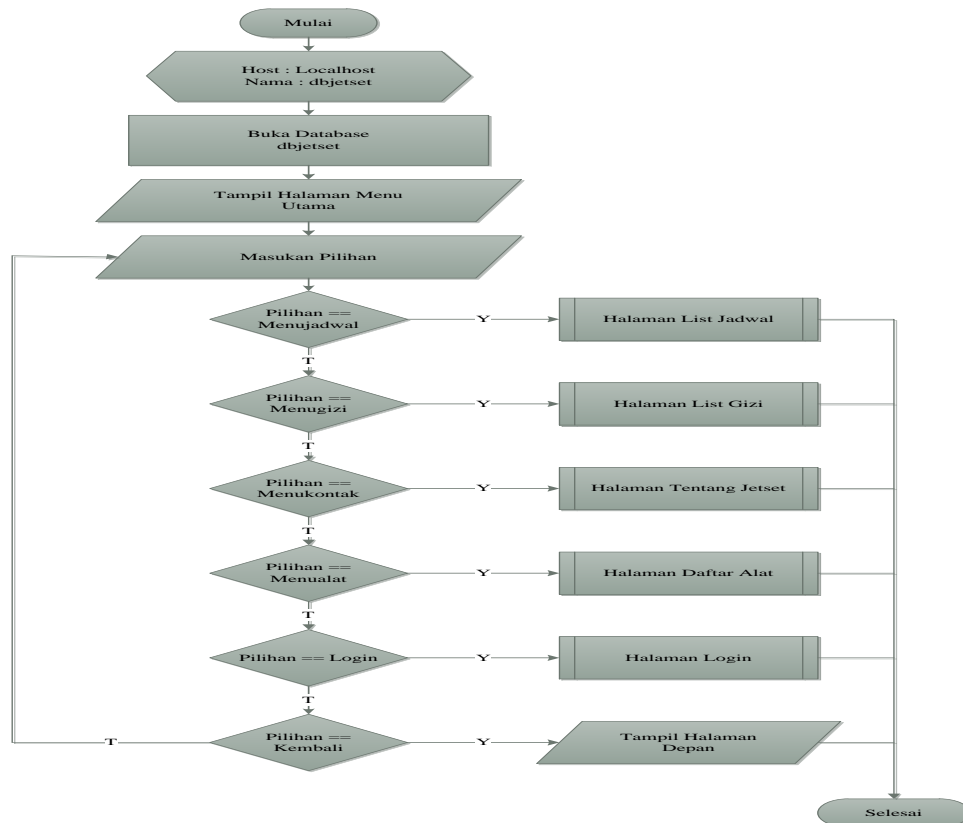 Mulai
Host : Localhost
Nama : dbjetset
Buka Database
dbjetset
Tampil Halaman Menu
Utama
Masukan Pilihan
Pilihan ==
Menujadwal
Y
Halaman List Jadwal
T
Pilihan ==
Menugizi
Y
Halaman List Gizi
T
Pilihan ==
Menukontak
Y
Halaman Tentang Jetset
T
Pilihan ==
Menualat
Y
Halaman Daftar Alat
T
Pilihan == Login
Y
Halaman Login
T
Pilihan ==
Kembali
T
Y
Tampil Halaman
Depan
Selesai